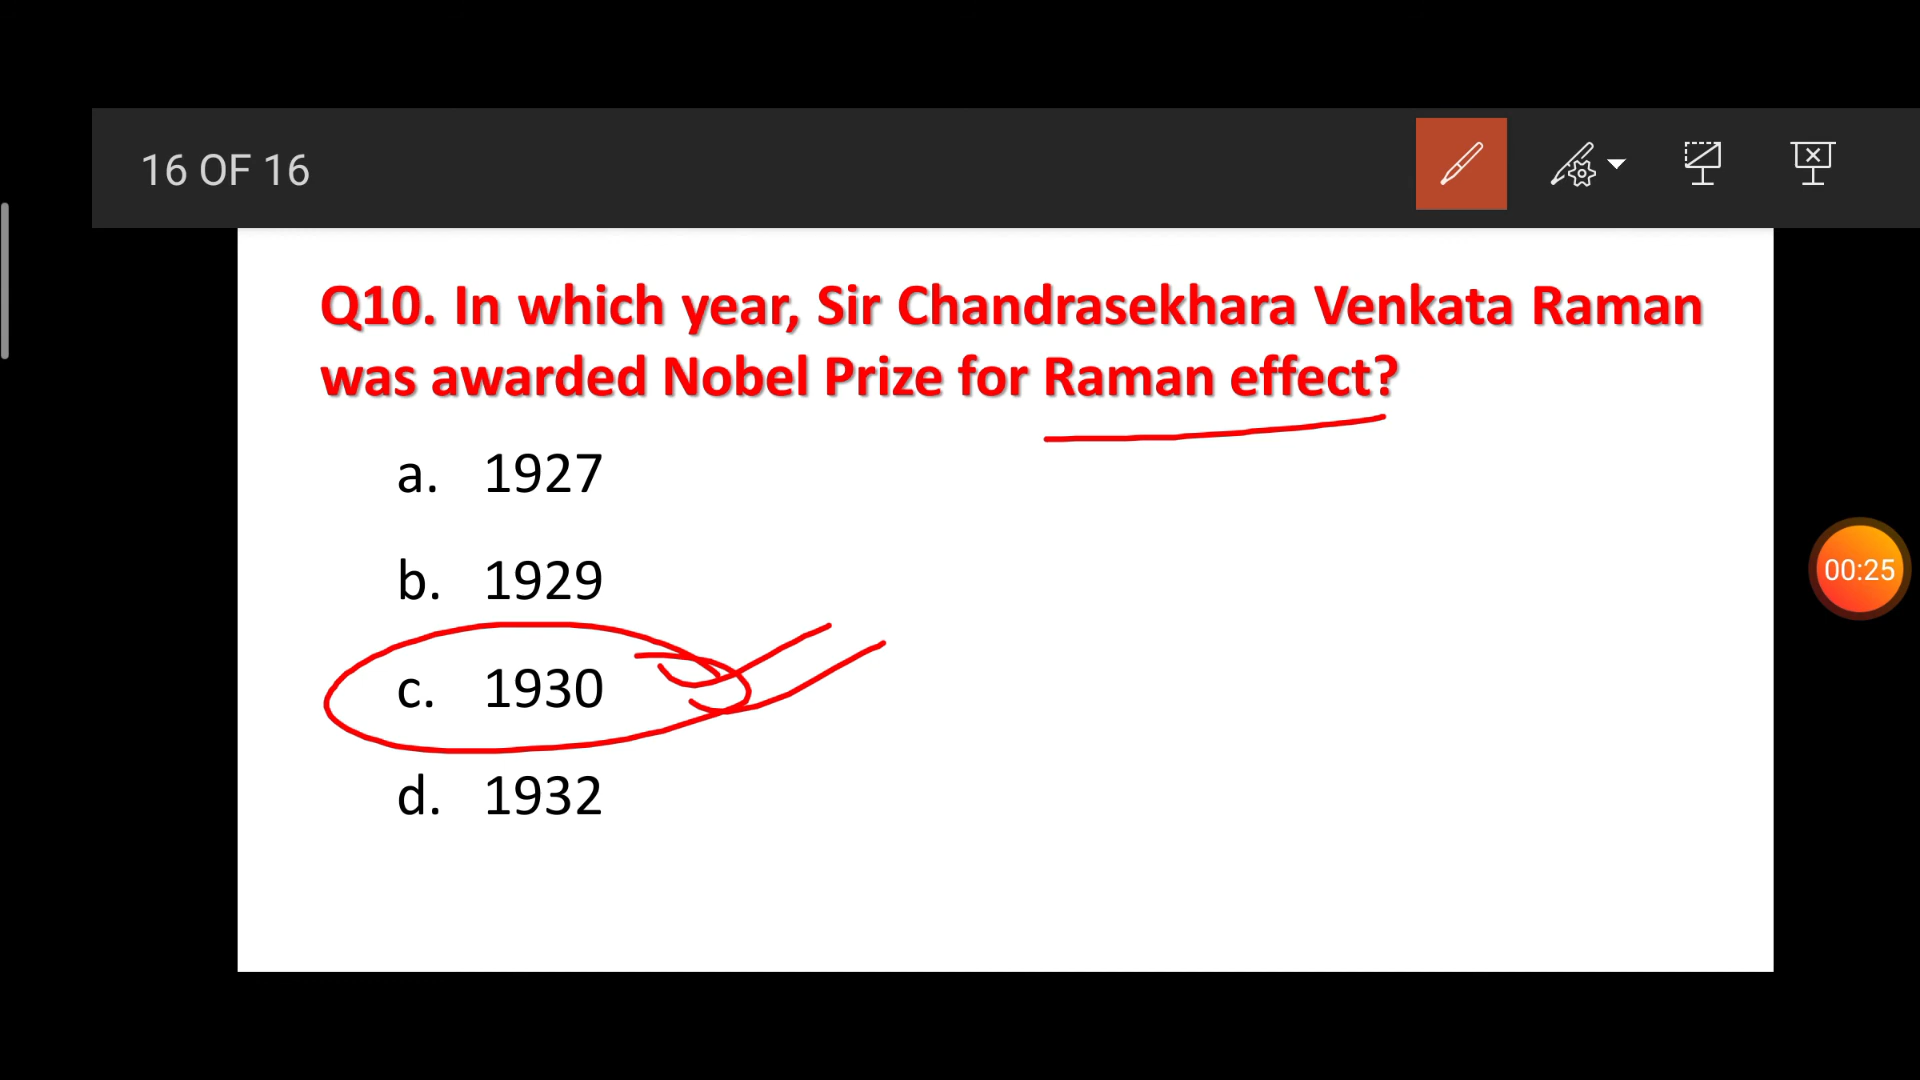 16 OF 16
Q10. In which year, Sir Chandrasekhara Venkata Raman
was awarded Nobel Prize for Raman effect?
a. 1927
b. 1929
c. 1930
d. 1932
00:25